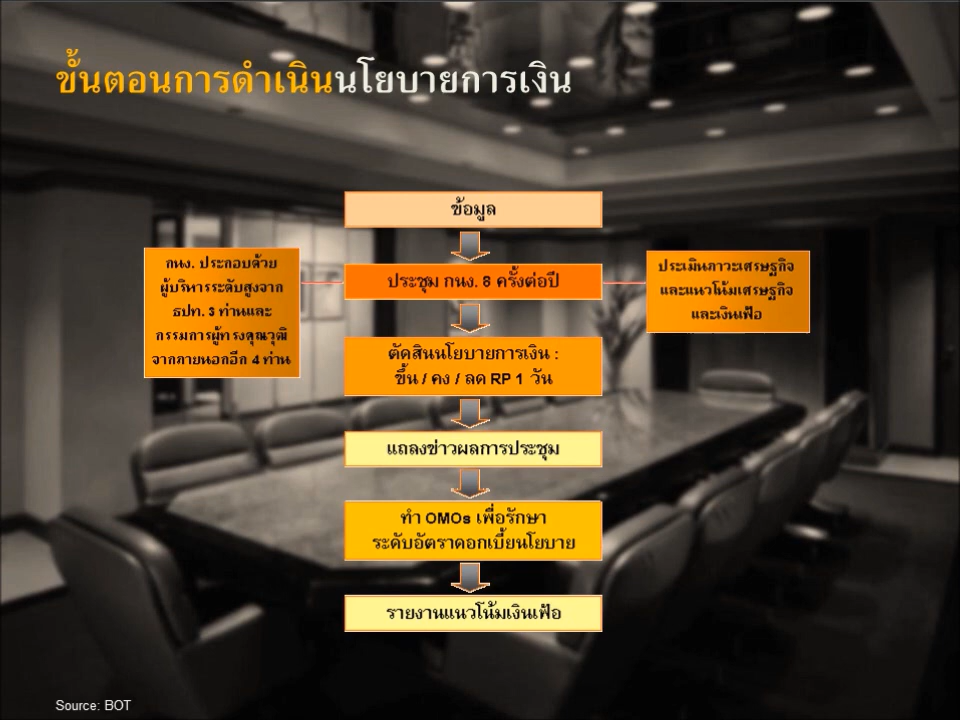 ขั้นตอนการดำเนินนโยบายการเงิน
ข้อมูล
กนง. ประกอบด้วย
ผู้บริหารระดับสูงจาก
ธปท. 3 ท่านและ
กรรมการผู้ทรงคุณวุฒิ
จากภายนอกอีก 4 ท่าน
ประชุม กนง. 8 ครั้งต่อปี
ประเมินภาวะเศรษฐกิจ
และแนวโน้มเศรษฐกิจ
และเงินเฟ้อ
ตัดสินนโยบายการเงิน :
ขึ้น / คง / ลด RP 1 วัน
แถลงข่าวผลการประชุม
ทำ OMOs เพื่อรักษา
ระดับอัตราดอกเบี้ยนโยบาย
รายงานแนวโน้มเงินเฟ้อ
Source: BOT